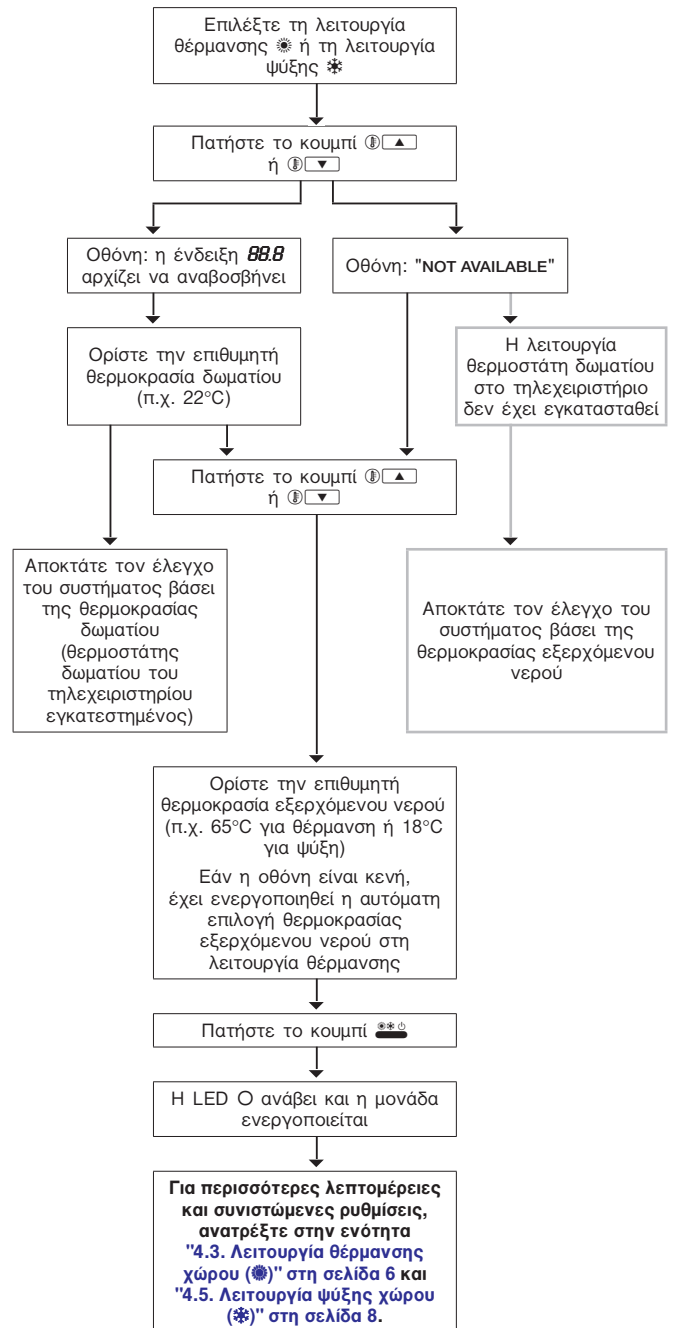 Επιλέξτε τη λειτουργία
θέρμανσης ☀ ή τη λειτουργία
ψύξης ❄
Πατήστε το κουμπί ▲
ή ▼
Οθόνη: η ένδειξη 88.8
αρχίζει να αναβοσβήνει
Οθόνη: "NOT AVAILABLE"
Ορίστε την επιθυμητή
θερμοκρασία δωματίου
(π.χ. 22°C)
Η λειτουργία
θερμοστάτη δωματίου
στο τηλεχειριστήριο
δεν έχει εγκατασταθεί
Πατήστε το κουμπί ▲
ή ▼
Αποκτάτε τον έλεγχο
του συστήματος βάσει
της θερμοκρασίας
δωματίου
(θερμοστάτης
δωματίου του
τηλεχειριστηρίου
εγκατεστημένος)
Αποκτάτε τον έλεγχο του
συστήματος βάσει της
θερμοκρασίας εξερχόμενου
νερού
Ορίστε την επιθυμητή
θερμοκρασία εξερχόμενου νερού
(π.χ. 65°C για θέρμανση ή 18°C
για ψύξη)
Εάν η οθόνη είναι κενή,
έχει ενεργοποιηθεί η αυτόματη
επιλογή θερμοκρασίας
εξερχόμενου νερού στη
λειτουργία θέρμανσης
Πατήστε το κουμπί
Η LED O ανάβει και η μονάδα
ενεργοποιείται
Για περισσότερες λεπτομέρειες
και συνιστώμενες ρυθμίσεις,
ανατρέξτε στην ενότητα
"4.3. Λειτουργία θέρμανσης
χώρου (☀)" στη σελίδα 6 και
"4.5. Λειτουργία ψύξης χώρου
(❄)" στη σελίδα 8.